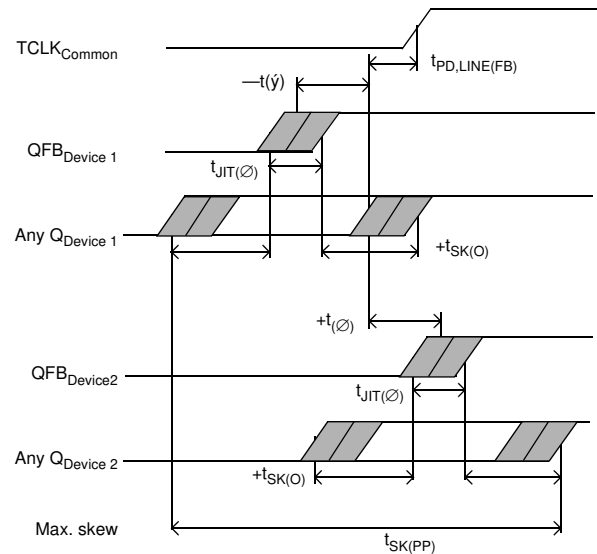 TCLKCommon
tPD,LINE(FB)
—t(ý)
QFBDevice 1
tJIT(∅)
Any QDevice 1
+tSK(O)
+t(∅)
QFBDevice2
tJIT(∅)
Any QDevice 2
+tSK(O)
Max. skew
tSK(PP)